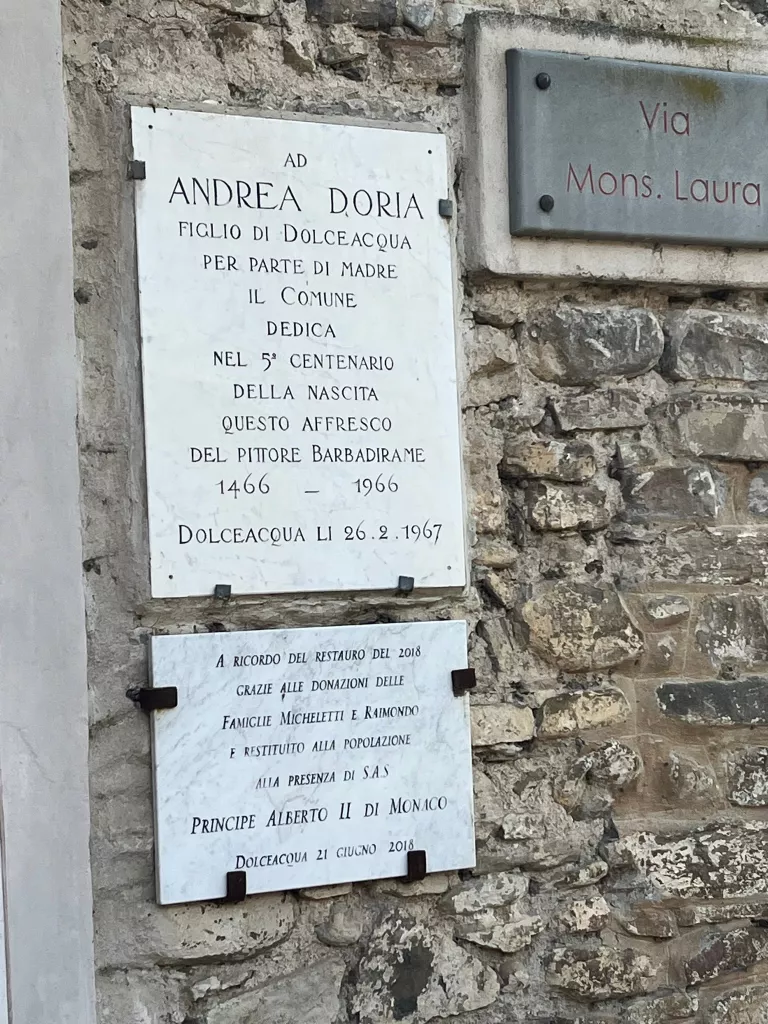 AD
ANDREA DORIA
FIGLIO DI DOLCEACQUA
PER PARTE DI MADRE
IL COMUNE
DEDICA
NEL 5º CENTENARIO
DELLA NASCITA
QUESTO AFFRESCO
DEL PITTORE BARBADIRAME
1466 – 1966
DOLCEACQUA LI 26.2.1967
Via
Mons. Laura
A RICORDO DEL RESTAURO DEL 2018
GRAZIE ALLE DONAZIONI DELLE
FAMIGLIE MICHELETTI E RAIMONDO
E RESTITUITO ALLA POPOLAZIONE
ALLA PRESENZA DI S.A.S
PRINCIPE ALBERTO II DI MONACO
DOLCEACQUA 21 GIUGNO 2018